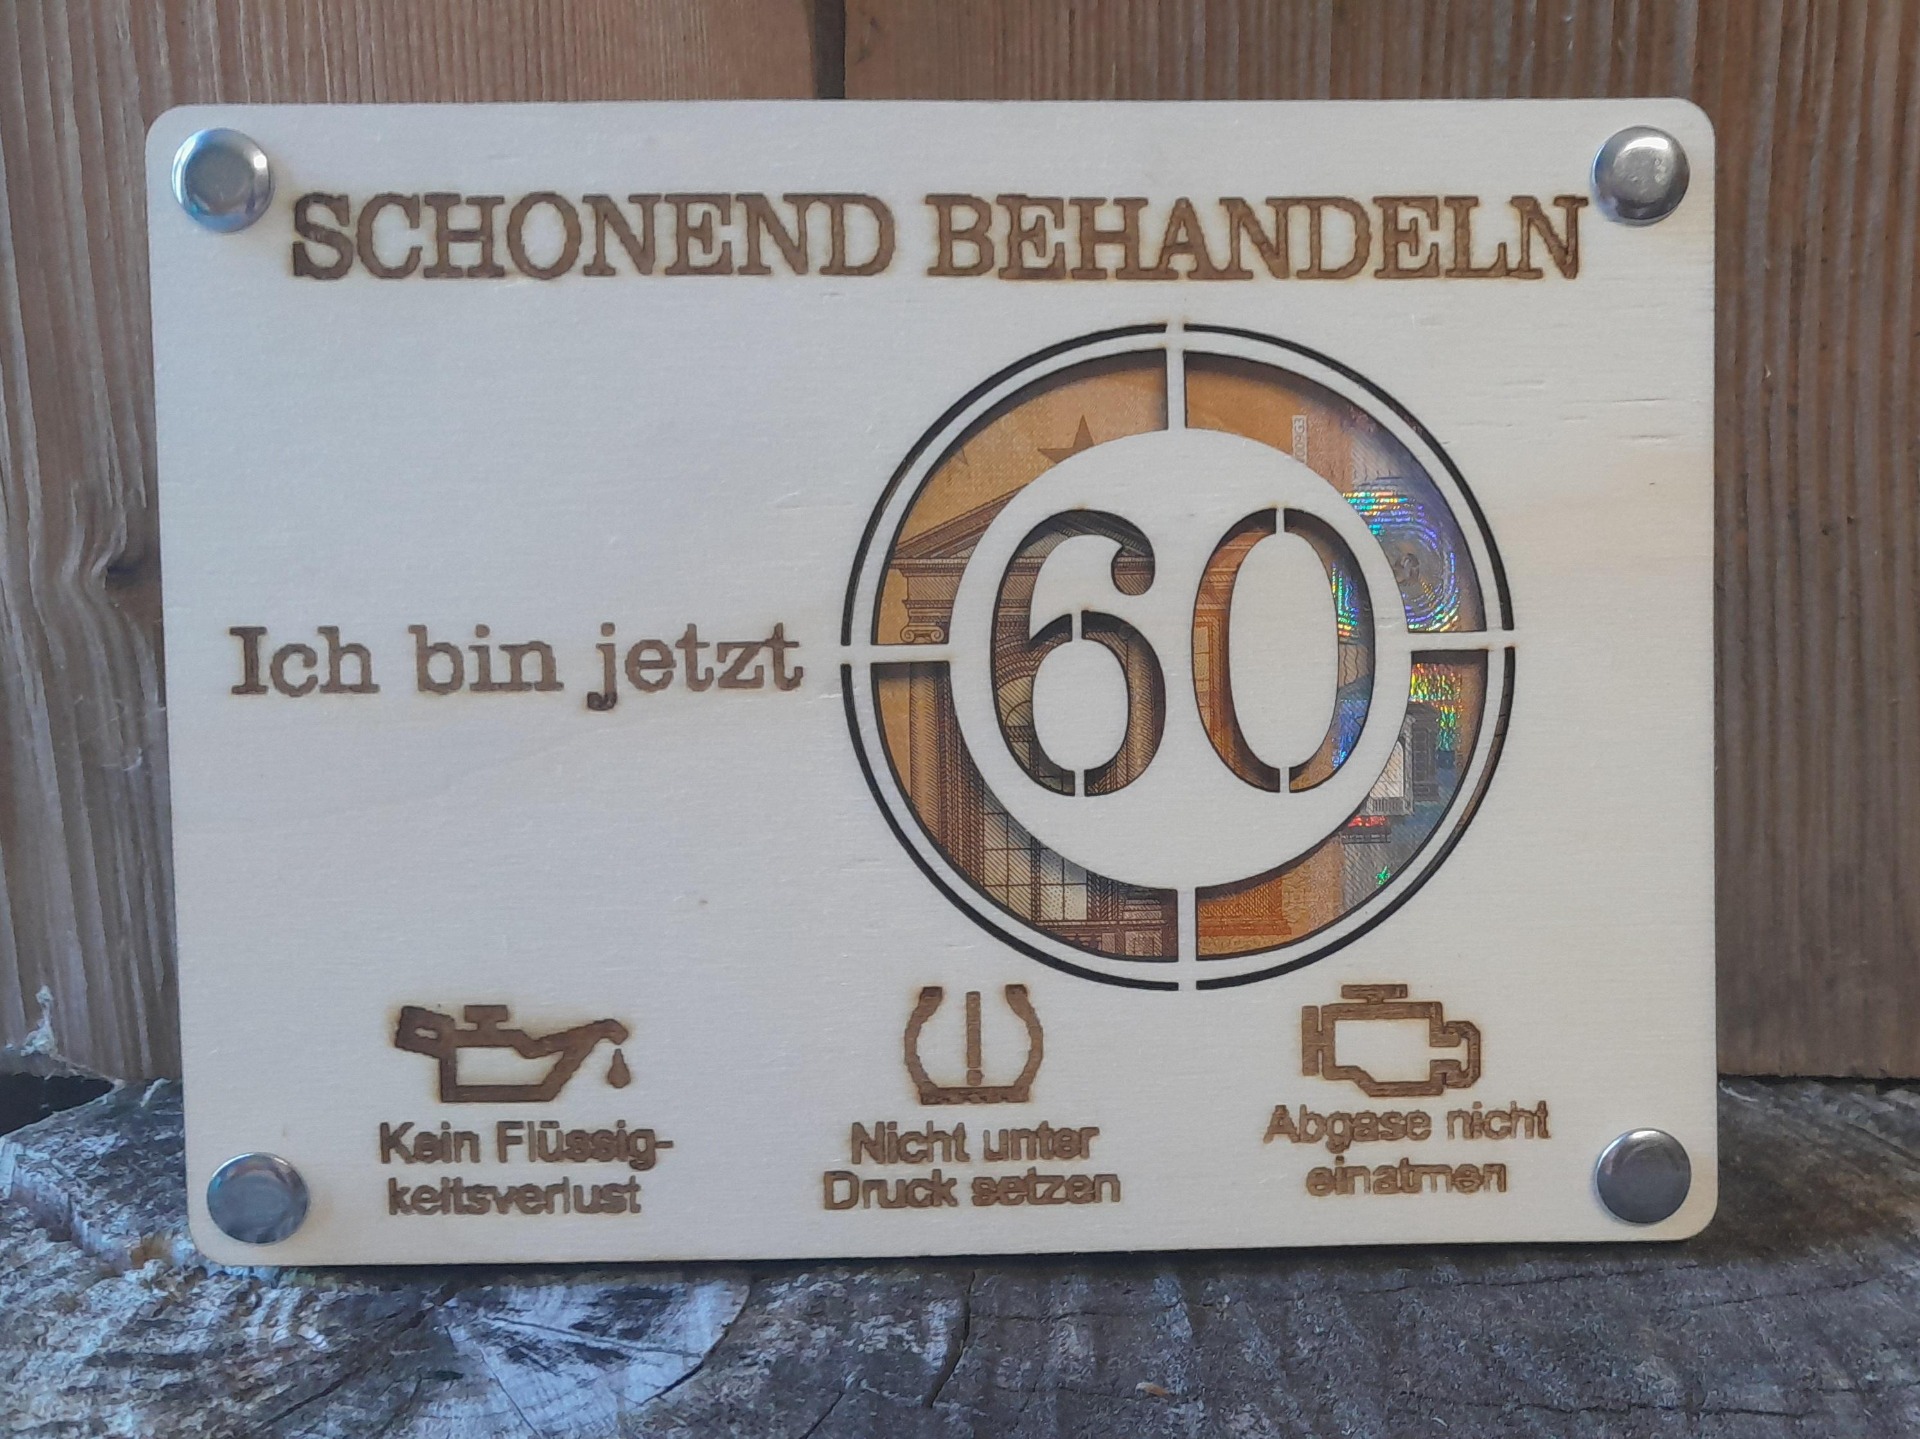 SCHONEND BEHANDELN
Ich bin jetzt 60
Kein Flüssig-
keitsverlust
Nicht unter
Druck setzen
Abgase nicht
einatmen